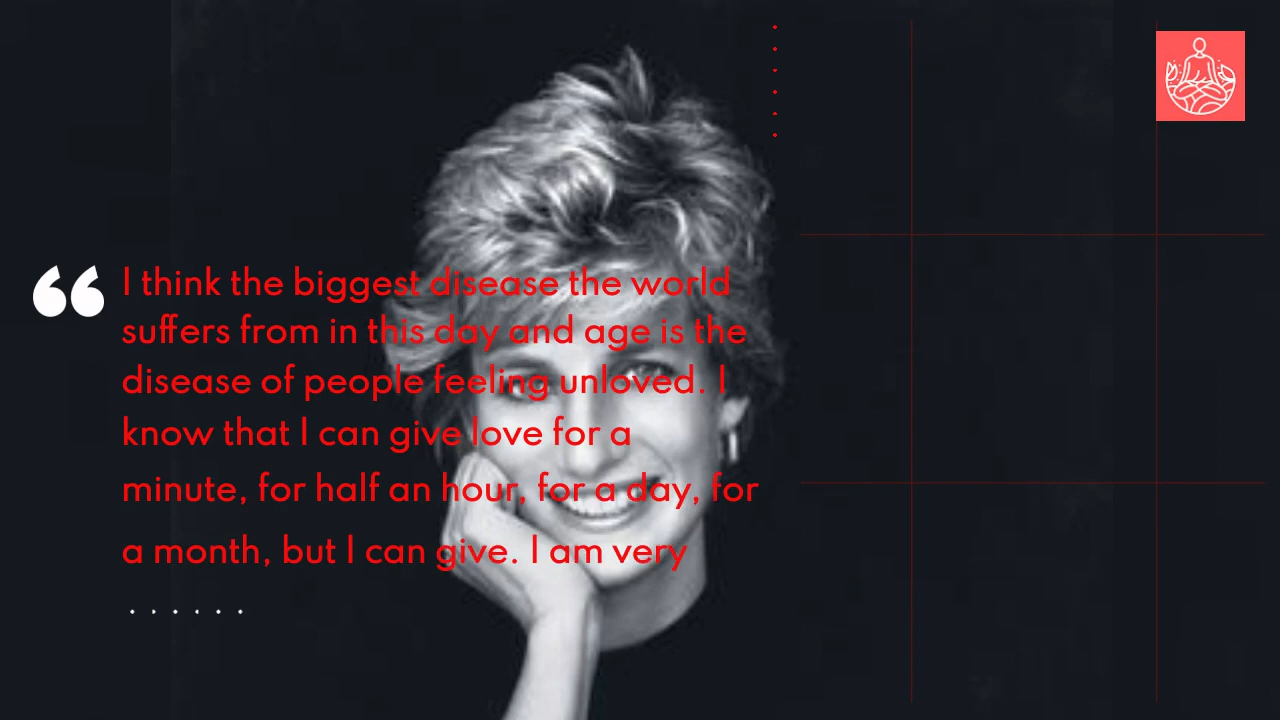 I think the biggest disease the world
suffers from in this day and age is the
disease of people feeling unloved. I
know that I can give love for a
minute, for half an hour, for a day, for
a month, but I can give. I am very
......